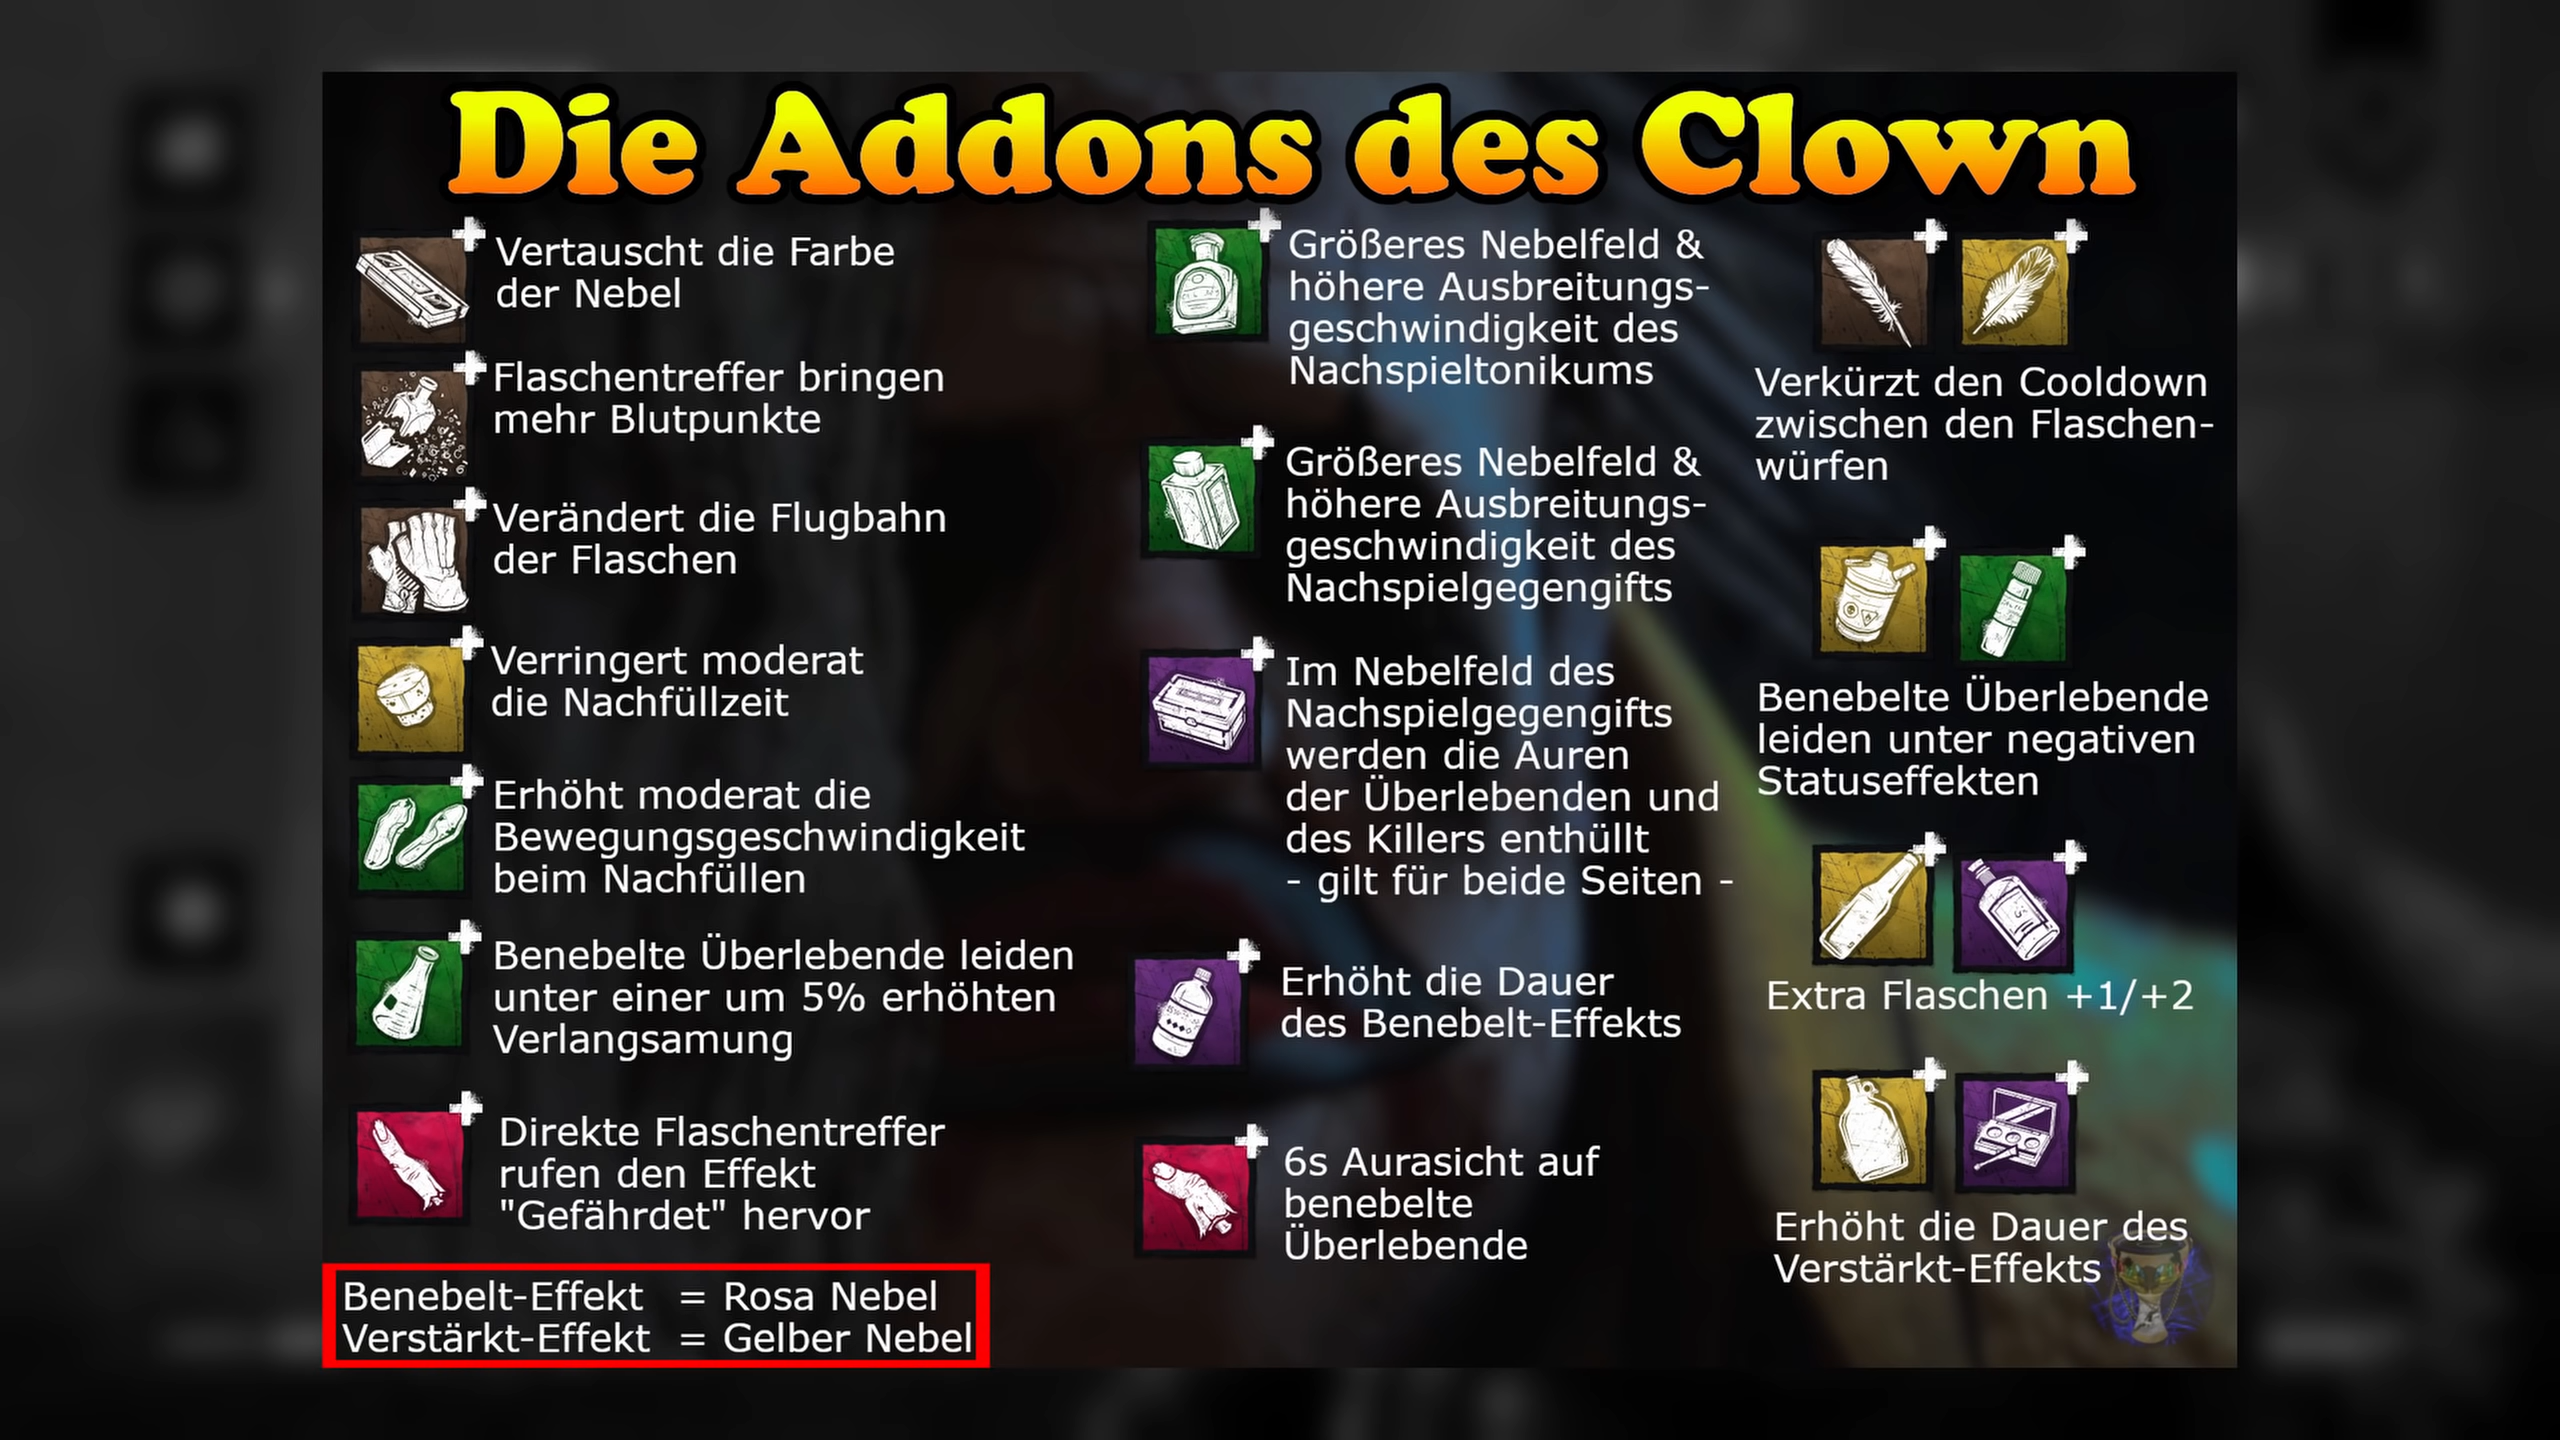 Die Addons des Clown
Vertauscht die Farbe
der Nebel
Flaschentreffer bringen
mehr Blutpunkte
Verändert die Flugbahn
der Flaschen
Verringert moderat
die Nachfüllzeit
Erhöht moderat die
Bewegungsgeschwindigkeit
beim Nachfüllen
Benebelte Überlebende leiden
unter einer um 5% erhöhten
Verlangsamung
Direkte Flaschentreffer
rufen den Effekt
"Gefährdet" hervor
Benebelt-Effekt = Rosa Nebel
Verstärkt-Effekt = Gelber Nebel
Größeres Nebelfeld &
höhere Ausbreitungs-
geschwindigkeit des
Nachspieltonikums
Größeres Nebelfeld &
höhere Ausbreitungs-
geschwindigkeit des
Nachspielgegengifts
Im Nebelfeld des
Nachspielgegengifts
werden die Auren
der Überlebenden und
des Killers enthüllt
- gilt für beide Seiten -
Erhöht die Dauer
des Benebelt-Effekts
6s Aurasicht auf
benebelte
Überlebende
Verkürzt den Cooldown
zwischen den Flaschen-
würfen
Benebelte Überlebende
leiden unter negativen
Statuseffekten
Extra Flaschen +1/+2
Erhöht die Dauer des
Verstärkt-Effekts